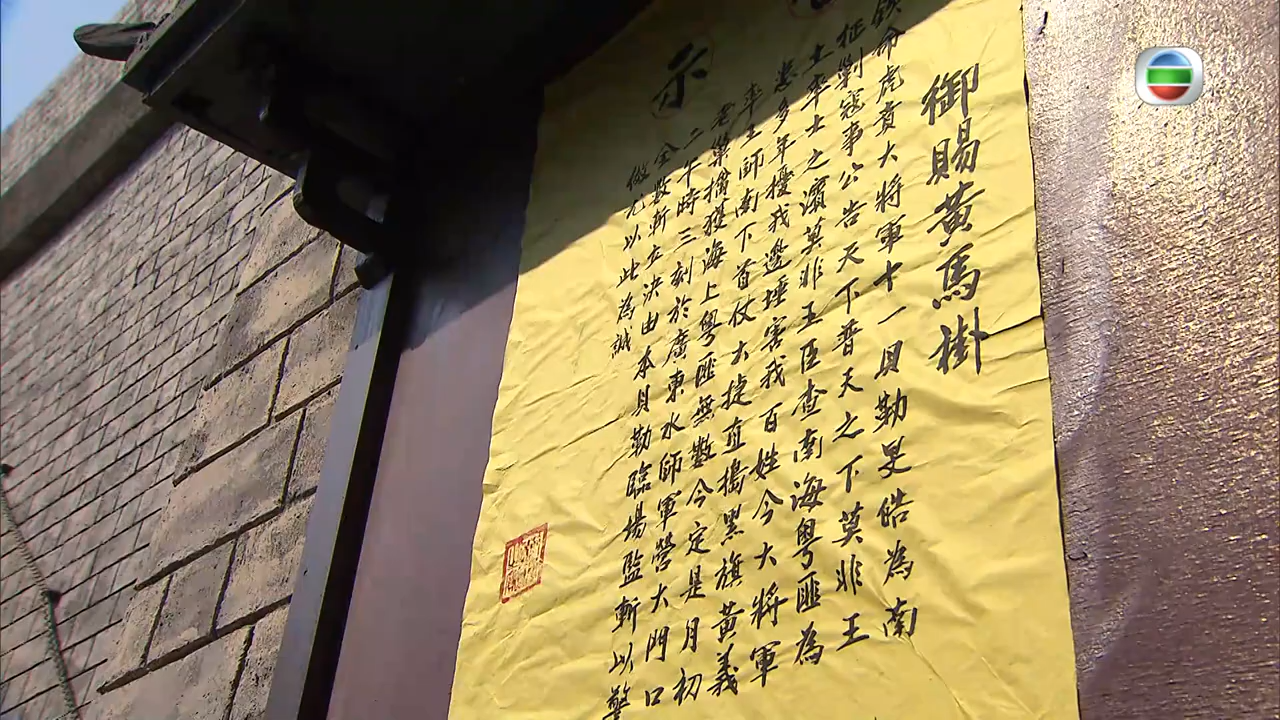 御賜黃馬掛
欽命虎賁大將軍十一貝勒旻皓為南
征剿寇事公告天下普天之下莫非王
土率土之濱莫非王臣查南海粵匪為
患多年擾我邊陲害我百姓今大將軍
率王師南下首仗大捷直搗黑旗黃義
老巢擒獲海上粵匪無數今定是月初
二午時三刻於廣東水師軍營大門口
全數斬立決由本貝勒臨場監斬以警
傚尤以此為誡
示